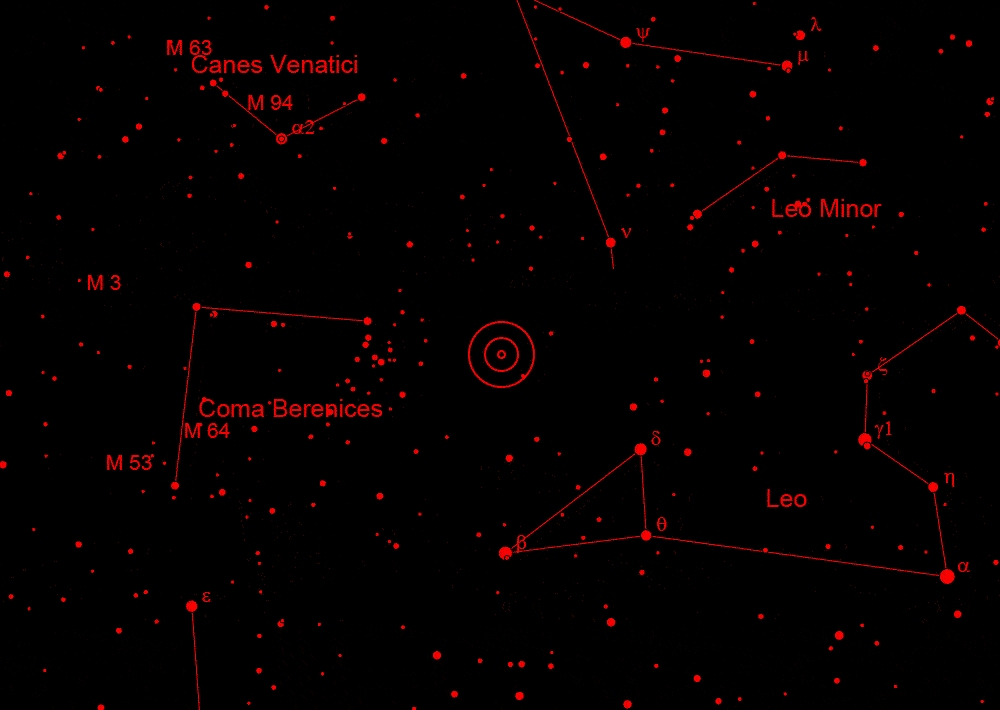 λ
ψ
M 63
μ
Canes Venatici
M 94
α2
Leo Minor
ν
M 3
ξ
Coma Berenices
γ1
M 64
δ
M 53
η
Leo
θ
β
α
ε